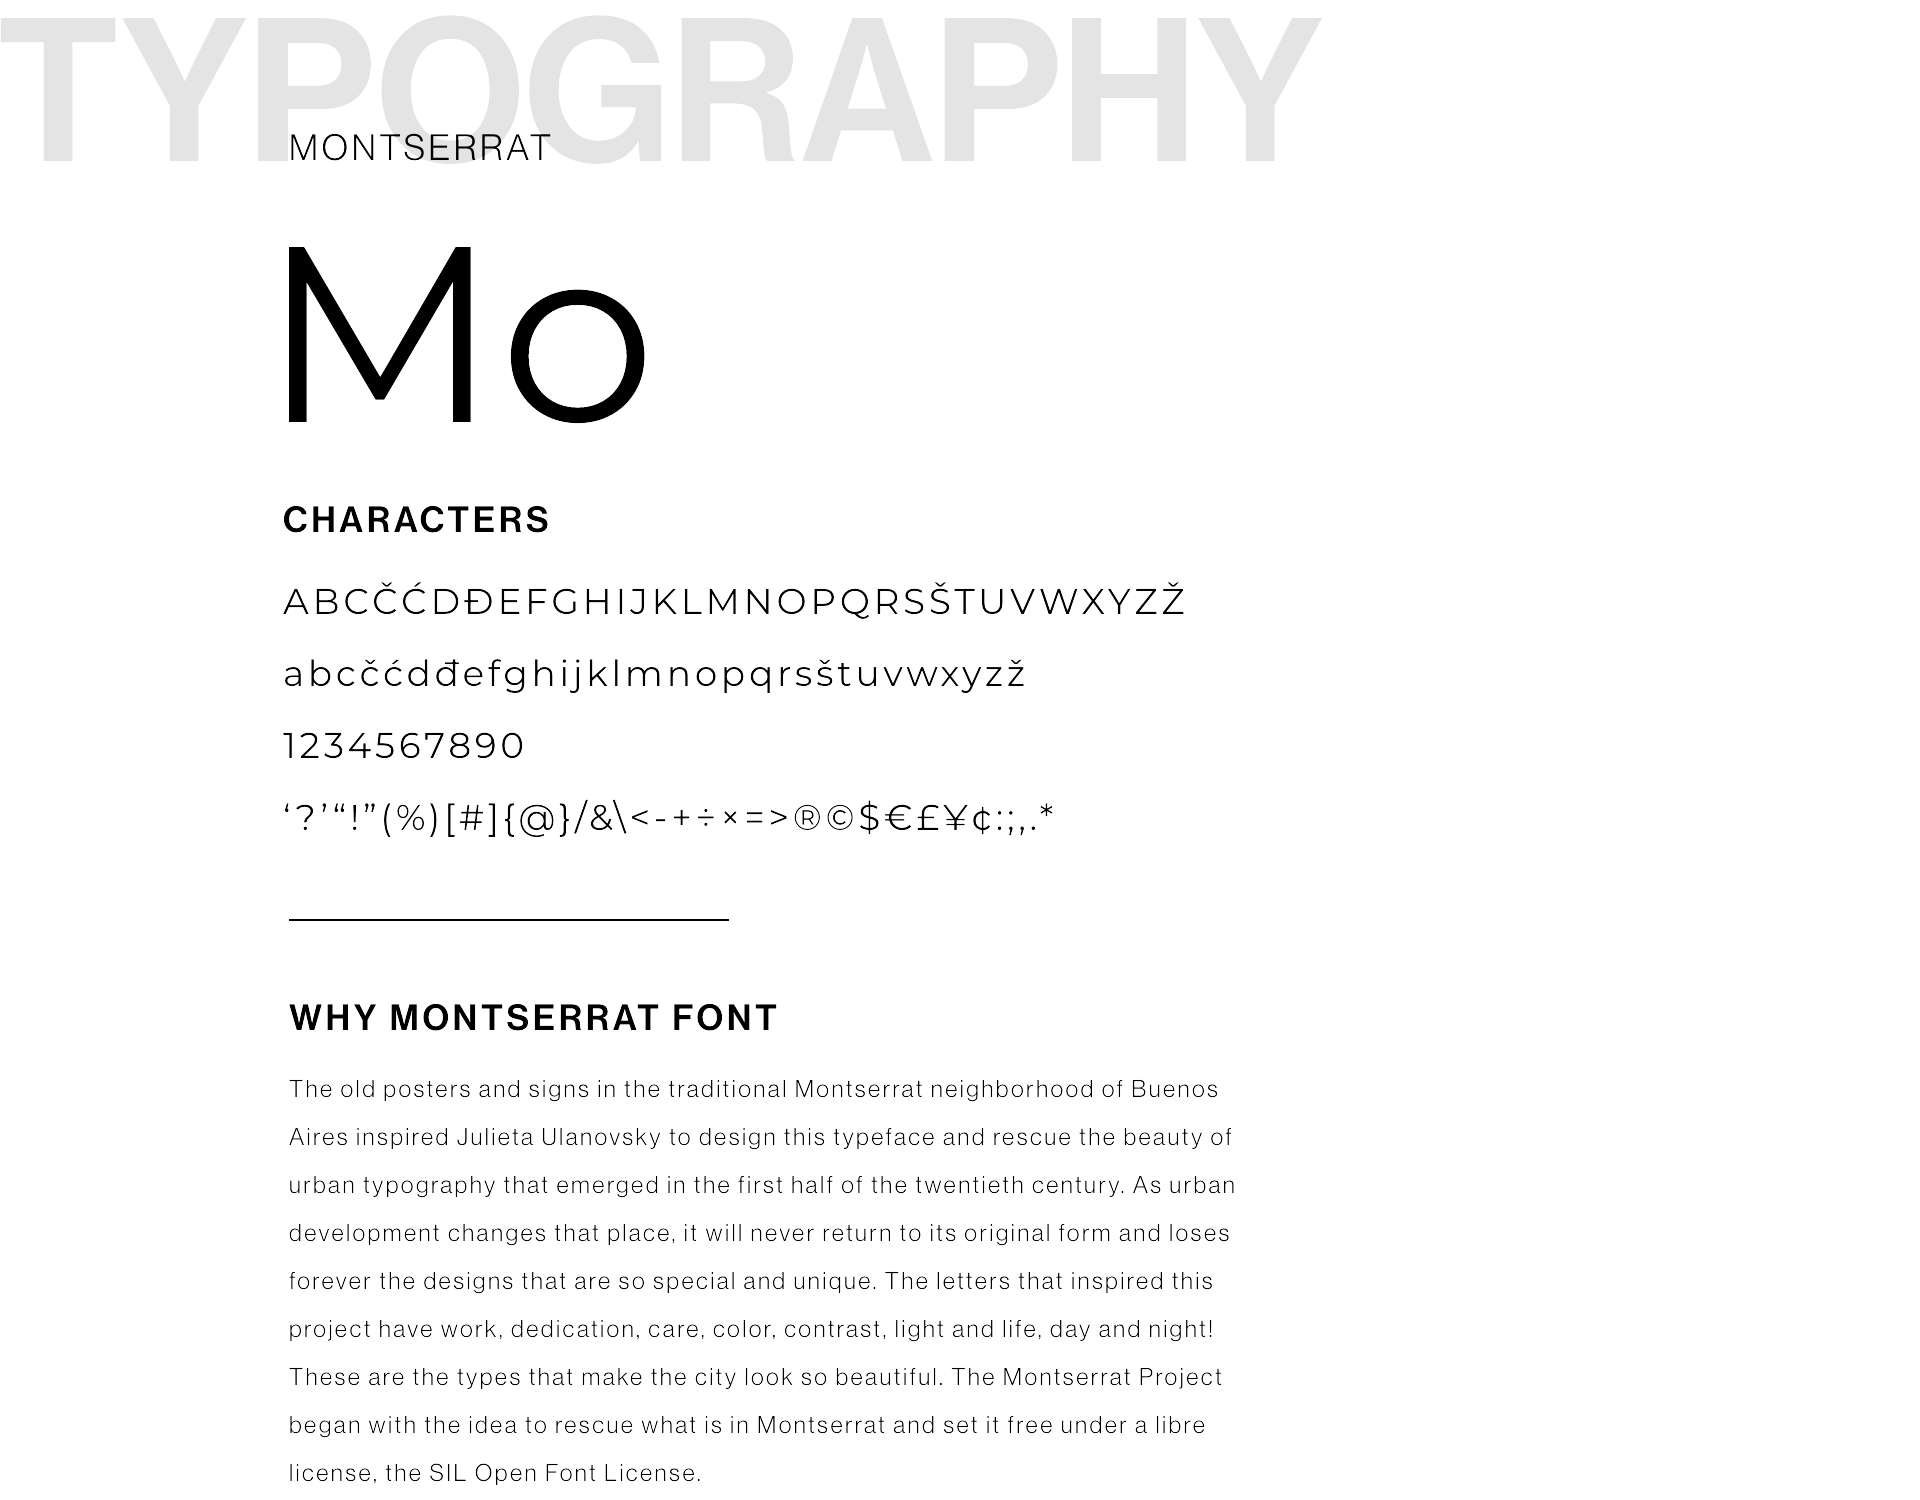 TYPOGRAPHY
MONTSERRAT
Mo
CHARACTERS
ABCČĆDĐEFGHIJKLMNOPQRSŠTUVWXYZŽ
abcčćdđefghijklmnopqrsštuvwxyzž
1234567890
‘?’“!”(%)[#]{@}/&\<-+÷×=>®©$€£¥¢:;,.*
WHY MONTSERRAT FONT
The old posters and signs in the traditional Montserrat neighborhood of Buenos
Aires inspired Julieta Ulanovsky to design this typeface and rescue the beauty of
urban typography that emerged in the first half of the twentieth century. As urban
development changes that place, it will never return to its original form and loses
forever the designs that are so special and unique. The letters that inspired this
project have work, dedication, care, color, contrast, light and life, day and night!
These are the types that make the city look so beautiful. The Montserrat Project
began with the idea to rescue what is in Montserrat and set it free under a libre
license, the SIL Open Font License.